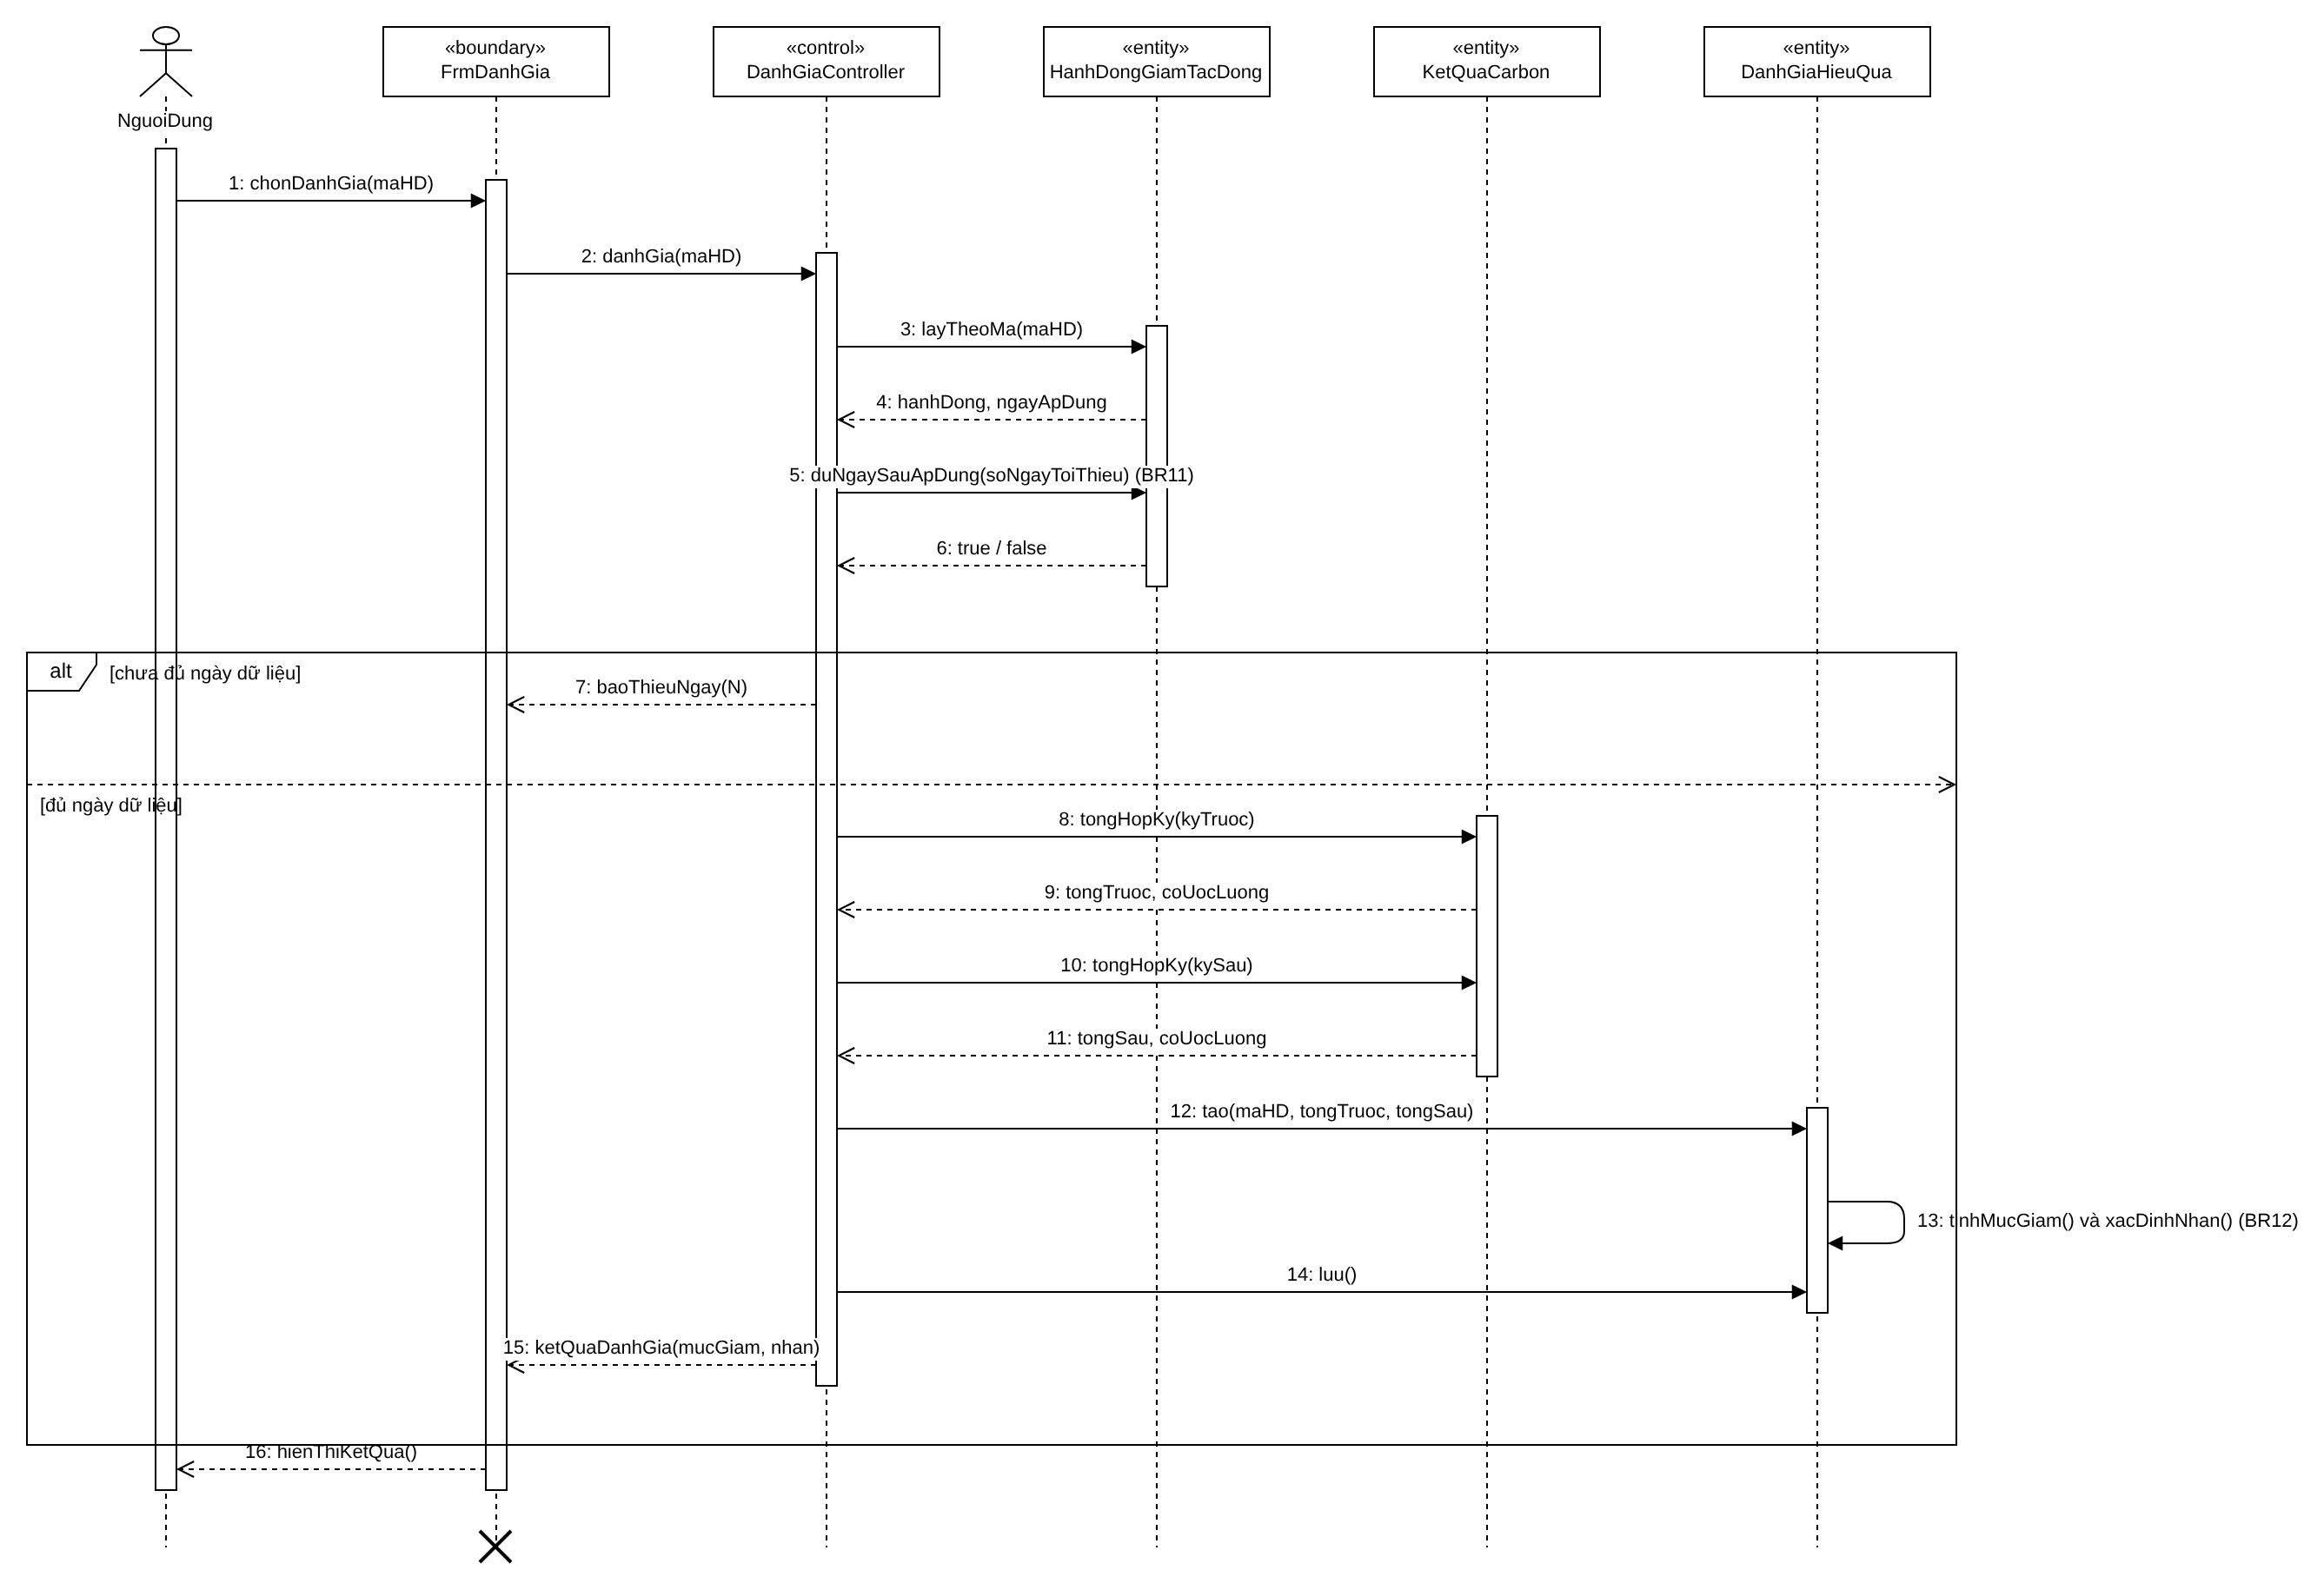 «boundary»
FrmDanhGia
«control»
DanhGiaController
«entity»
HanhDongGiamTacDong
«entity»
KetQuaCarbon
«entity»
DanhGiaHieuQua
NguoiDung
1: chonDanhGia(maHD)
2: danhGia(maHD)
3: layTheoMa(maHD)
4: hanhDong, ngayApDung
5: duNgaySauApDung(soNgayToiThieu) (BR11)
6: true / false
alt
[chưa đủ ngày dữ liệu]
7: baoThieuNgay(N)
[đủ ngày dữ liệu]
8: tongHopKy(kyTruoc)
9: tongTruoc, coUocLuong
10: tongHopKy(kySau)
11: tongSau, coUocLuong
12: tao(maHD, tongTruoc, tongSau)
13: tinhMucGiam() và xacDinhNhan() (BR12)
14: luu()
15: ketQuaDanhGia(mucGiam, nhan)
16: hienThiKetQua()